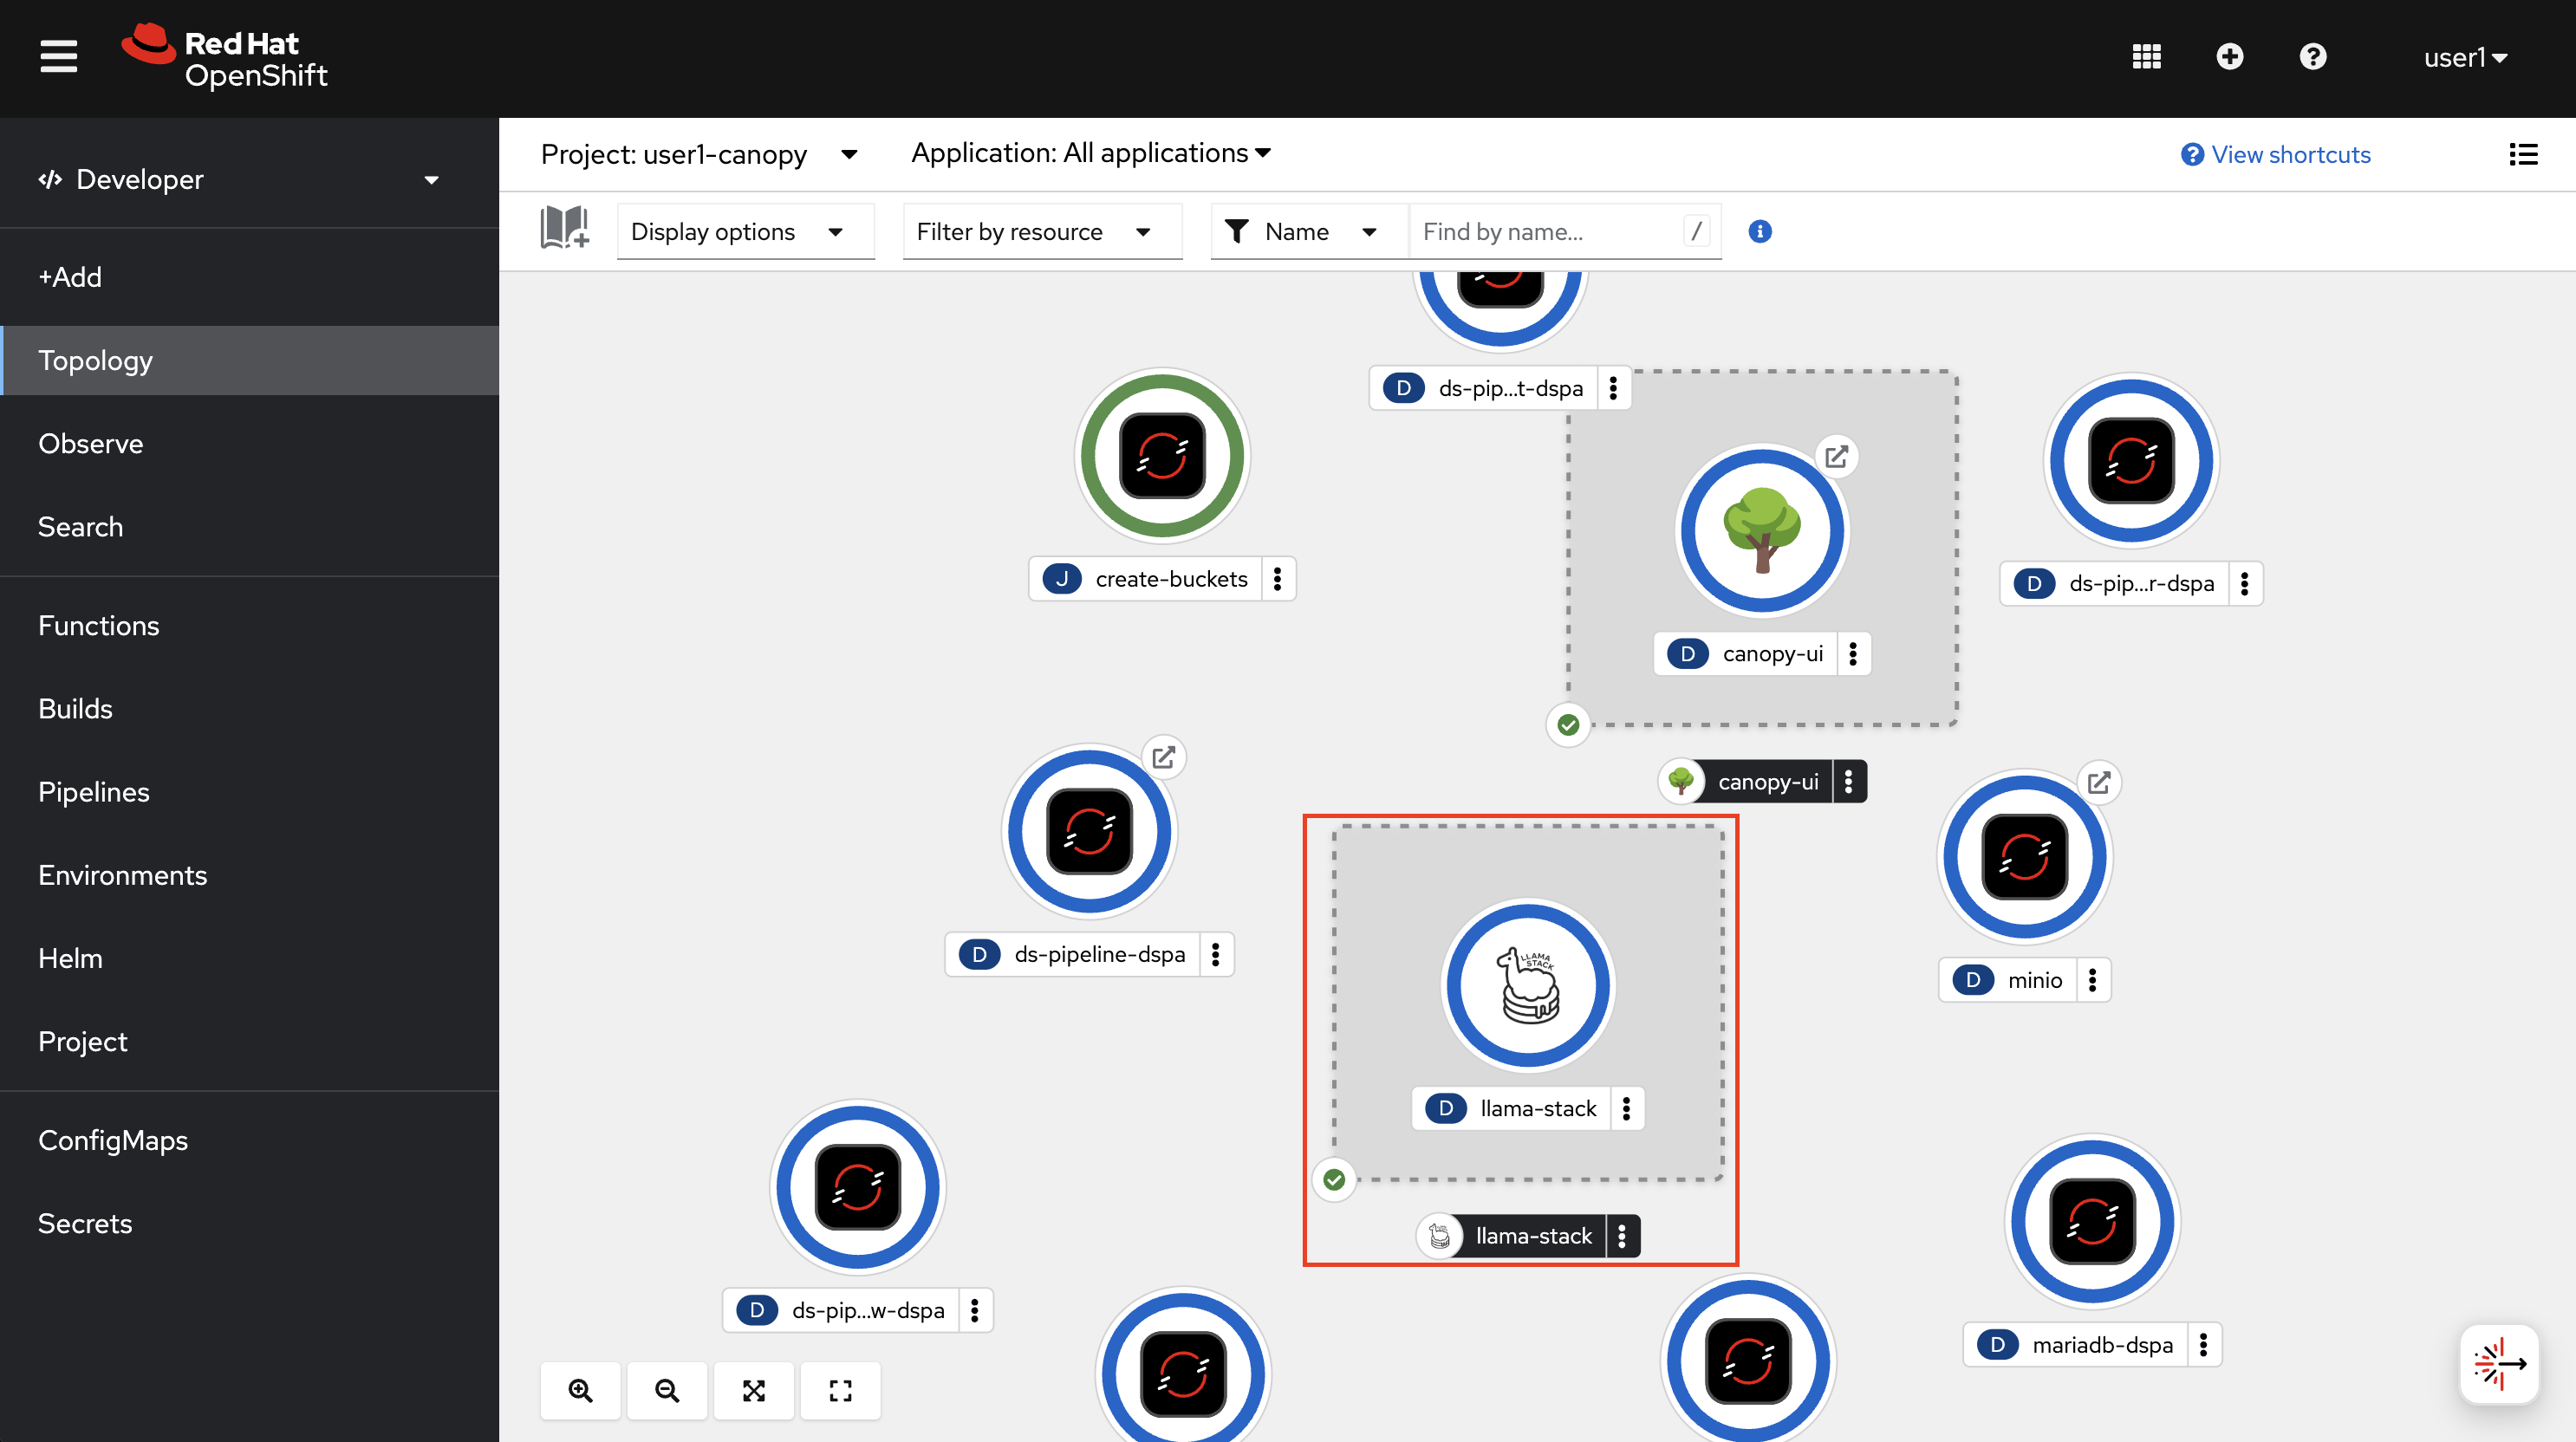 Red Hat
OpenShift
user1
Developer
+Add
Topology
Observe
Search
Functions
Builds
Pipelines
Environments
Helm
Project
ConfigMaps
Secrets
Project: user1-canopy
Application: All applications
View shortcuts
Display options
Filter by resource
Name
Find by name...
/
D ds-pip...t-dspa
J create-buckets
D canopy-ui
D ds-pip...r-dspa
canopy-ui
D ds-pipeline-dspa
LLAMA
STACK
D minio
D llama-stack
llama-stack
D ds-pip...w-dspa
D mariadb-dspa